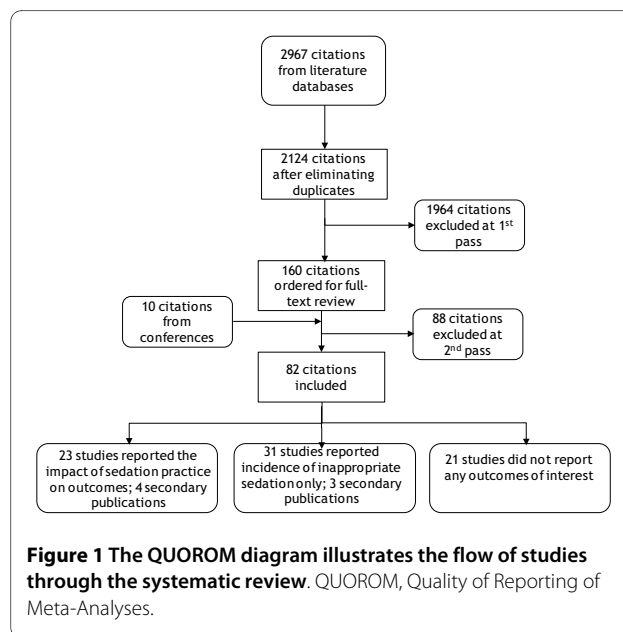 2967 citations
from literature
databases
2124 citations
after eliminating
duplicates
1964 citations
excluded at 1st
pass
160 citations
ordered for full-
text review
10 citations
from
conferences
88 citations
excluded at
2nd pass
82 citations
included
23 studies reported the
impact of sedation practice
on outcomes; 4 secondary
publications
31 studies reported
incidence of inappropriate
sedation only; 3 secondary
publications
21 studies did not report
any outcomes of interest
Figure 1 The QUOROM diagram illustrates the flow of studies
through the systematic review. QUOROM, Quality of Reporting of
Meta-Analyses.